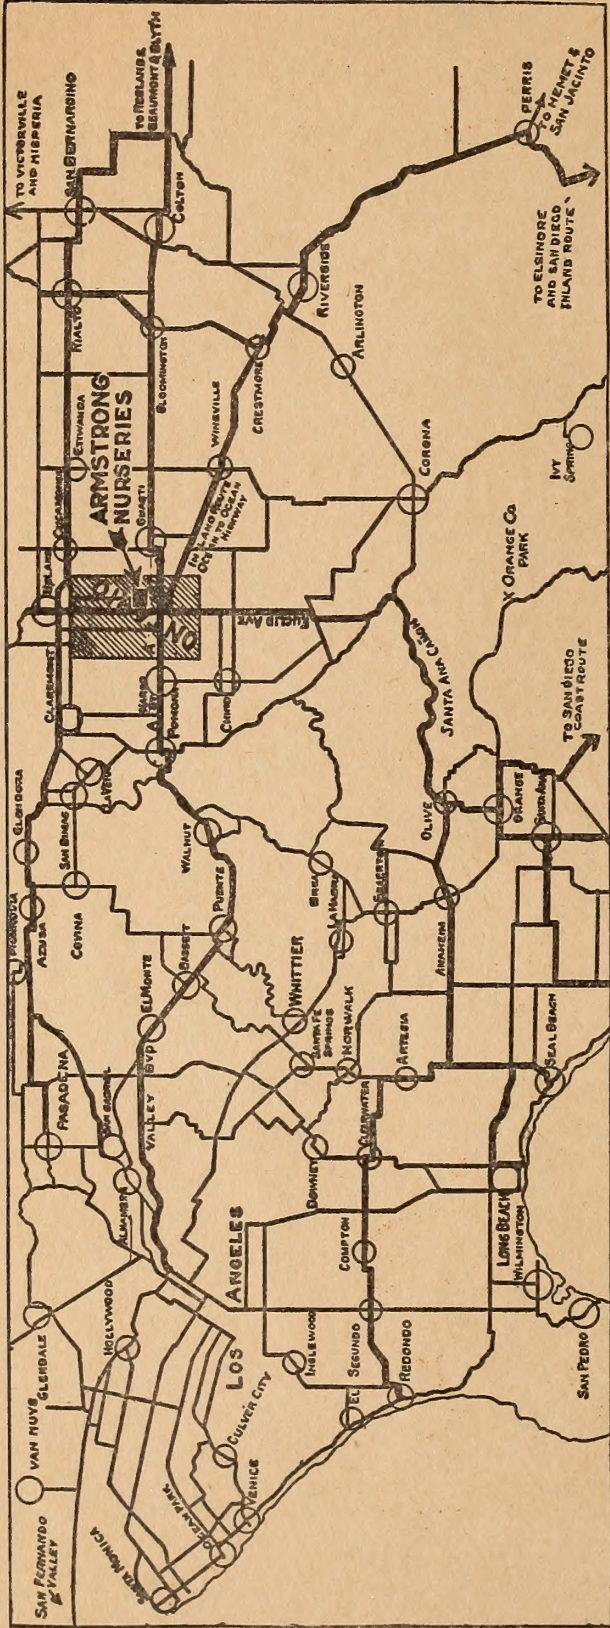 SAN FERNANDO
VALLEY
VAN NUYS
GLENDALE
HOLLYWOOD
SANTA MONICA
OCEAN PARK
VENICE
CULVER CITY
LOS
ANGELES
INGLEWOOD
EL
SEGUNDO
REDONDO
SAN PEDRO
WILMINGTON
LONG BEACH
COMPTON
CLEARWATER
DOWNEY
ALHAMBRA
SAN GABRIEL
PASADENA
VALLEY
BVD
EL MONTE
BASSETT
PUENTE
WALNUT
MONROVIA
AZUSA
COVINA
GLENDORA
SAN DIMAS
LA VERNE
CLAREMONT
POMONA
CHINO
WHITTIER
SANTA FE
SPRINGS
NORWALK
ARTESIA
SEAL BEACH
LA HABRA
BREA
FULLERTON
ANAHEIM
OLIVE
ORANGE
SANTA ANA
TO SAN DIEGO
COAST ROUTE
SANTA ANA CAÑON
ORANGE CO.
PARK
UPLAND
EUCLID AVE
ARMSTRONG
NURSERIES
CUCAMONGA
GUASTI
INLAND ROUTE
OCEAN TO OCEAN
HIGHWAY
ETIWANDA
WINEVILLE
CORONA
IVY
SPRING
RIALTO
BLOOMINGTON
CRESTMORE
ARLINGTON
RIVERSIDE
SAN BERNARDINO
COLTON
TO VICTORVILLE
AND HISPERIA
TO REDLANDS
BEAUMONT & BLYTH
PERRIS
TO HEMET &
SAN JACINTO
TO ELSINORE
AND SAN DIEGO
INLAND ROUTE